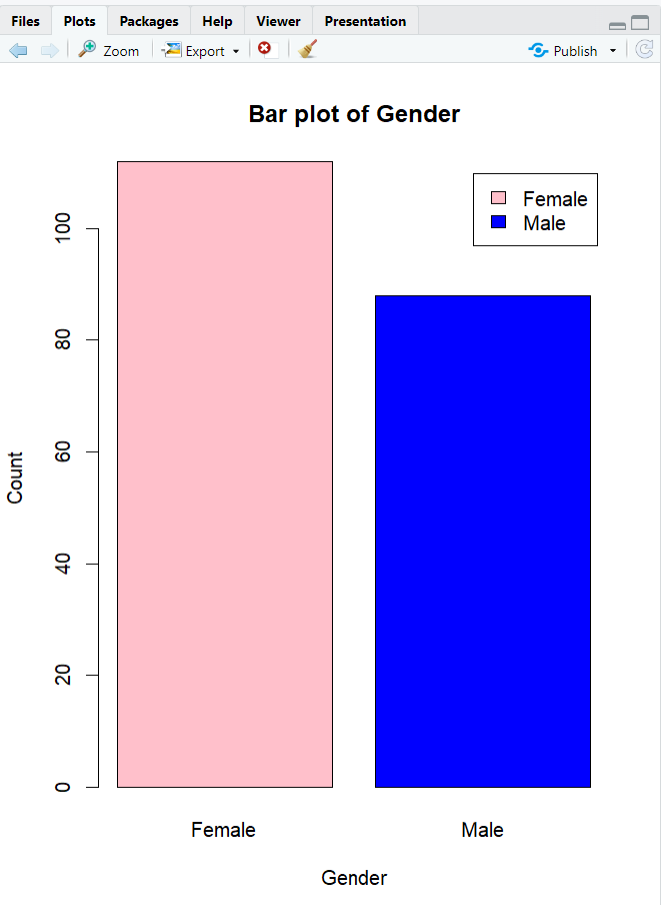 Files Plots Packages Help Viewer Presentation
Zoom Export Publish
Bar plot of Gender
Female
Male
100
80
60
40
20
0
Count
Female Male
Gender